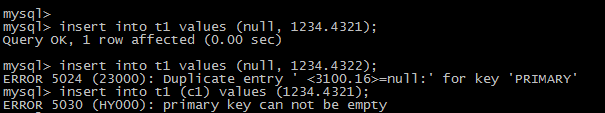 mysql>
mysql> insert into t1 values (null, 1234.4321);
Query OK, 1 row affected (0.00 sec)
mysql> insert into t1 values (null, 1234.4322);
ERROR 5024 (23000): Duplicate entry ' <3100.16>=null:' for key 'PRIMARY'
mysql> insert into t1 (c1) values (1234.4321);
ERROR 5030 (HY000): primary key can not be empty